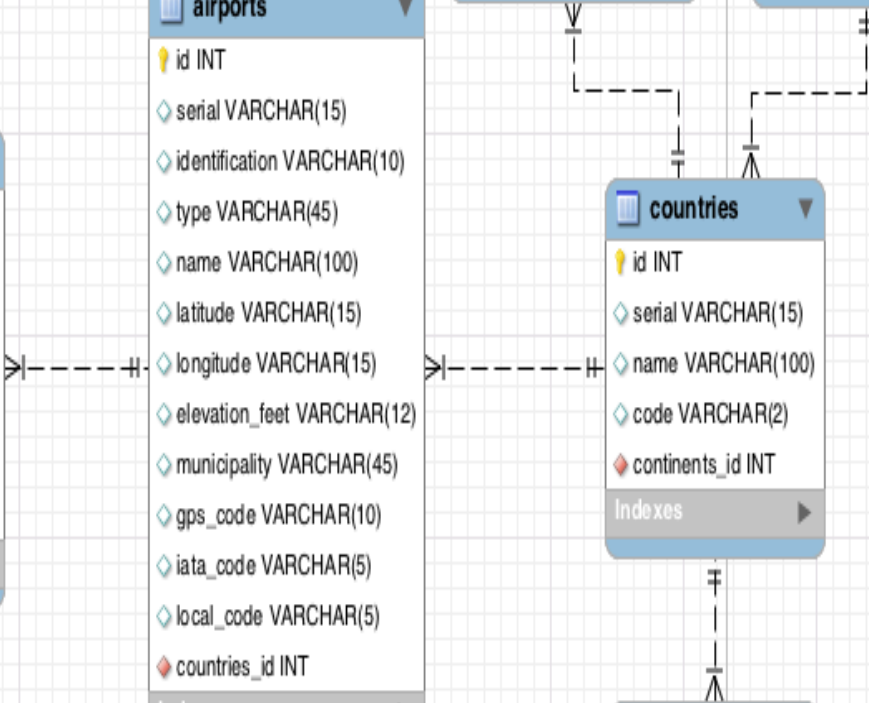 airports
id INT
serial VARCHAR(15)
identification VARCHAR(10)
type VARCHAR(45)
name VARCHAR(100)
latitude VARCHAR(15)
longitude VARCHAR(15)
elevation_feet VARCHAR(12)
municipality VARCHAR(45)
gps_code VARCHAR(10)
iata_code VARCHAR(5)
local_code VARCHAR(5)
countries_id INT
countries
id INT
serial VARCHAR(15)
name VARCHAR(100)
code VARCHAR(2)
continents_id INT
Indexes